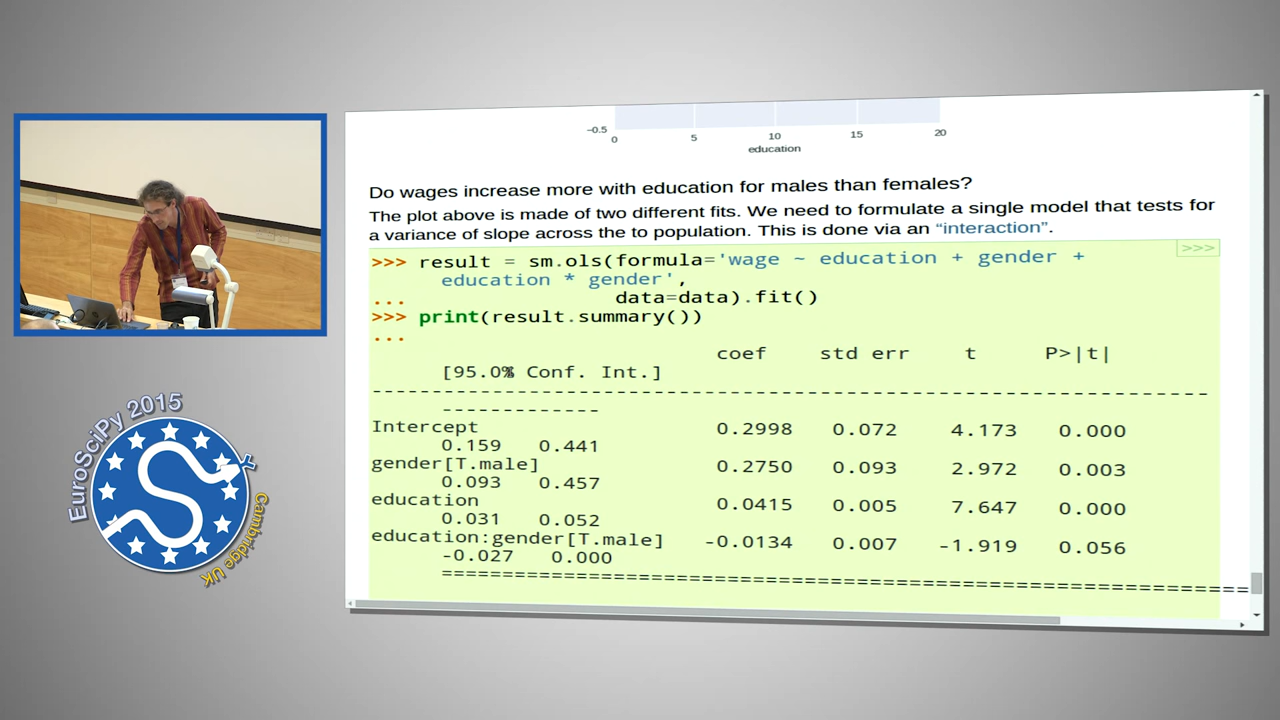 −0.5
0 5 10 15 20
education
Do wages increase more with education for males than females?
The plot above is made of two different fits. We need to formulate a single model that tests for
a variance of slope across the to population. This is done via an “interaction”.
>>>
>>> result = sm.ols(formula='wage ~ education + gender +
education * gender',
... data=data).fit()
>>> print(result.summary())
...
coef std err t P>|t|
[95.0% Conf. Int.]
------------------------------------------------------------------------
-------------
Intercept 0.2998 0.072 4.173 0.000
0.159 0.441
gender[T.male] 0.2750 0.093 2.972 0.003
0.093 0.457
education 0.0415 0.005 7.647 0.000
0.031 0.052
education:gender[T.male] -0.0134 0.007 -1.919 0.056
-0.027 0.000
==================================================================
EuroSciPy 2015
Cambridge UK